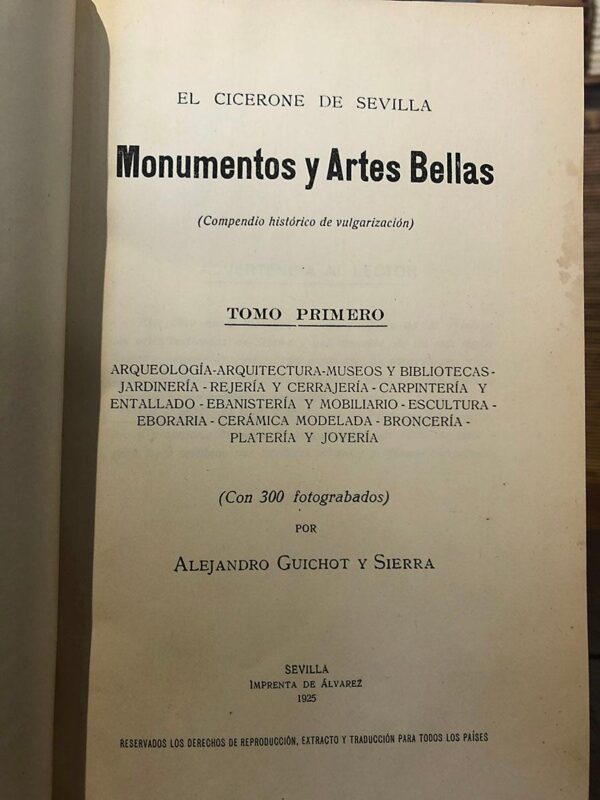 EL CICERONE DE SEVILLA
Monumentos y Artes Bellas
(Compendio histórico de vulgarización)
TOMO PRIMERO
ARQUEOLOGÍA-ARQUITECTURA-MUSEOS Y BIBLIOTECAS-
JARDINERÍA - REJERÍA Y CERRAJERÍA - CARPINTERÍA Y
ENTALLADO - EBANISTERÍA Y MOBILIARIO - ESCULTURA -
EBORARIA - CERÁMICA MODELADA - BRONCERÍA -
PLATERÍA Y JOYERÍA
(Con 300 fotograbados)
POR
ALEJANDRO GUICHOT Y SIERRA
SEVILLA
IMPRENTA DE ÁLVAREZ
1925
RESERVADOS LOS DERECHOS DE REPRODUCCIÓN, EXTRACTO Y TRADUCCIÓN PARA TODOS LOS PAÍSES